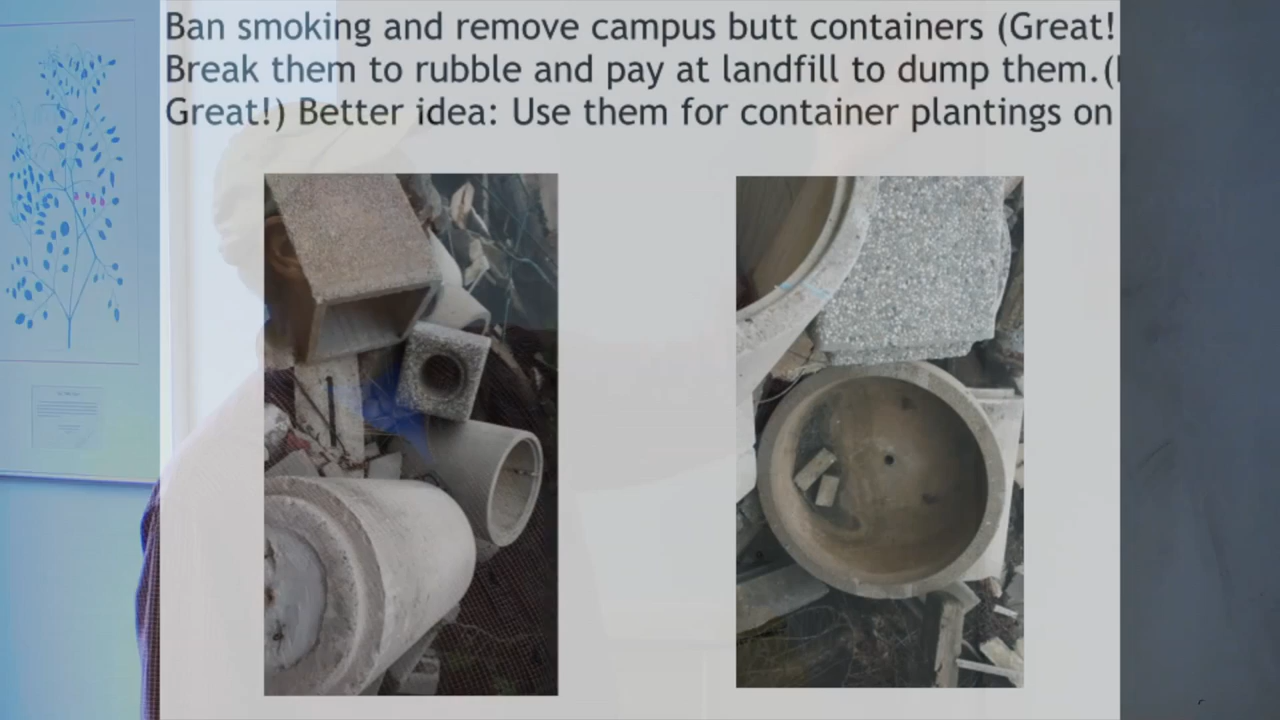 Ban smoking and remove campus butt containers (Great!
Break them to rubble and pay at landfill to dump them.(
Great!) Better idea: Use them for container plantings on